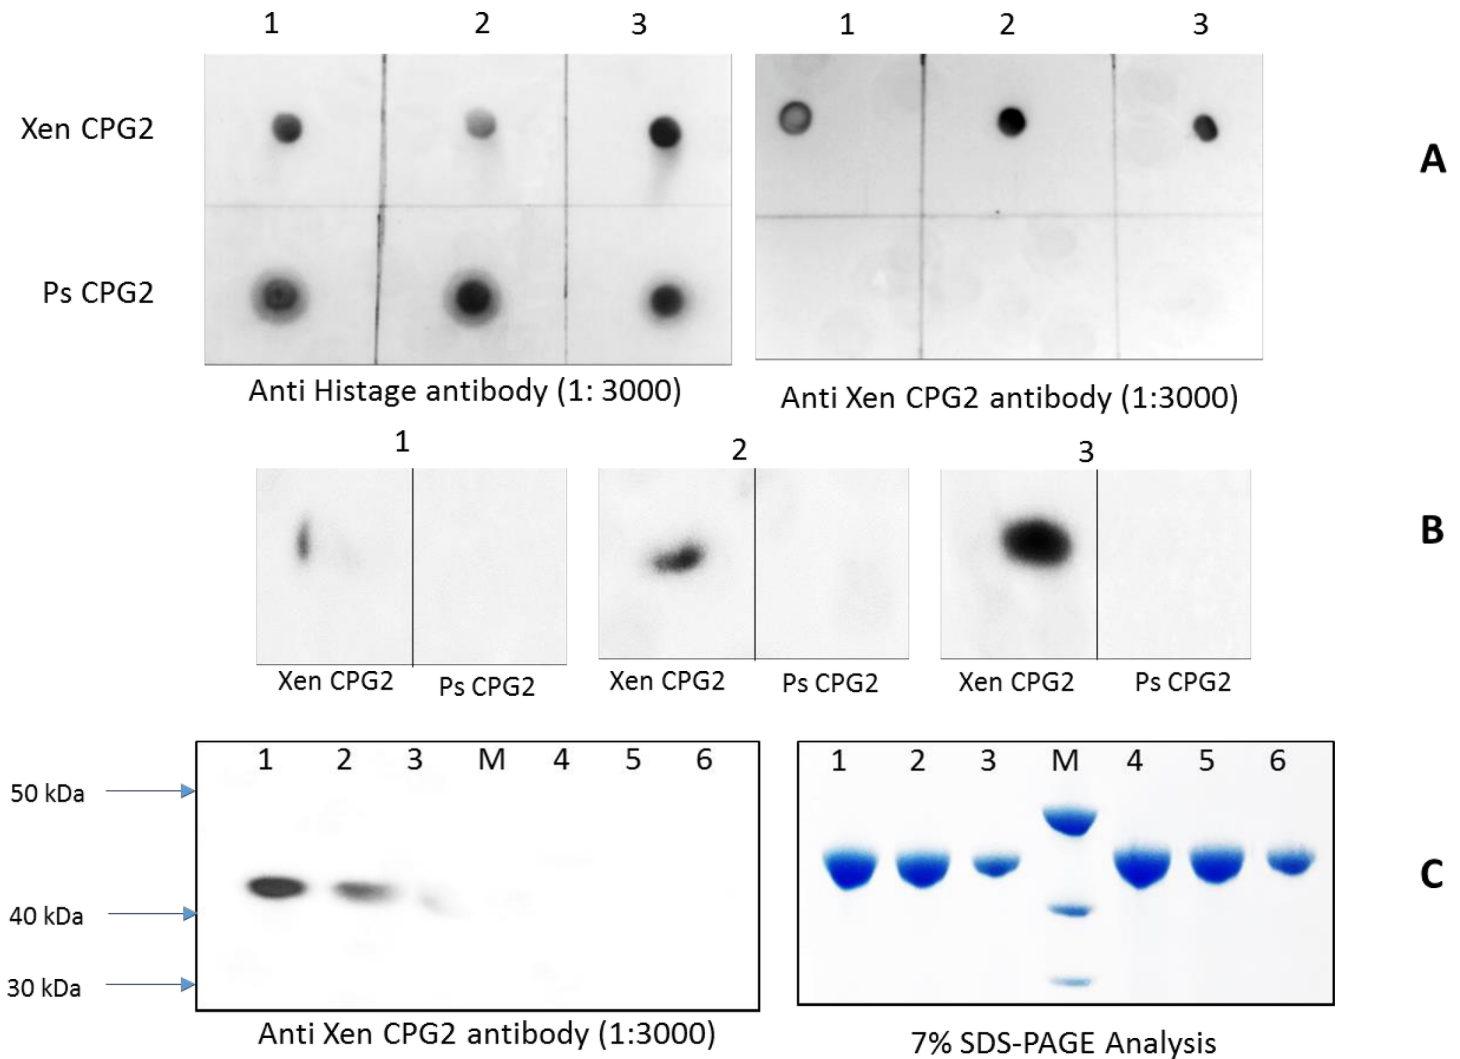 1 2 3 1 2 3
Xen CPG2
A
Ps CPG2
Anti Histage antibody (1: 3000)
Anti Xen CPG2 antibody (1:3000)
1 2 3
B
Xen CPG2 Ps CPG2 Xen CPG2 Ps CPG2 Xen CPG2 Ps CPG2
1 2 3 M 4 5 6 1 2 3 M 4 5 6
50 kDa
C
40 kDa
30 kDa
Anti Xen CPG2 antibody (1:3000)
7% SDS-PAGE Analysis